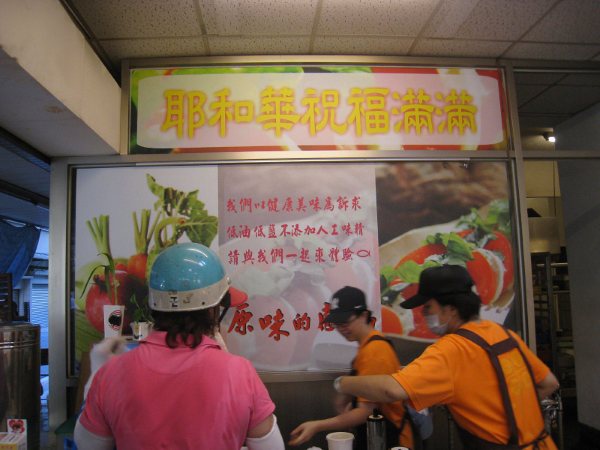 耶和華祝福滿滿
我們以健康美味為訴求
低油低鹽不添加人工味精
請與我們一起來體驗
原味的